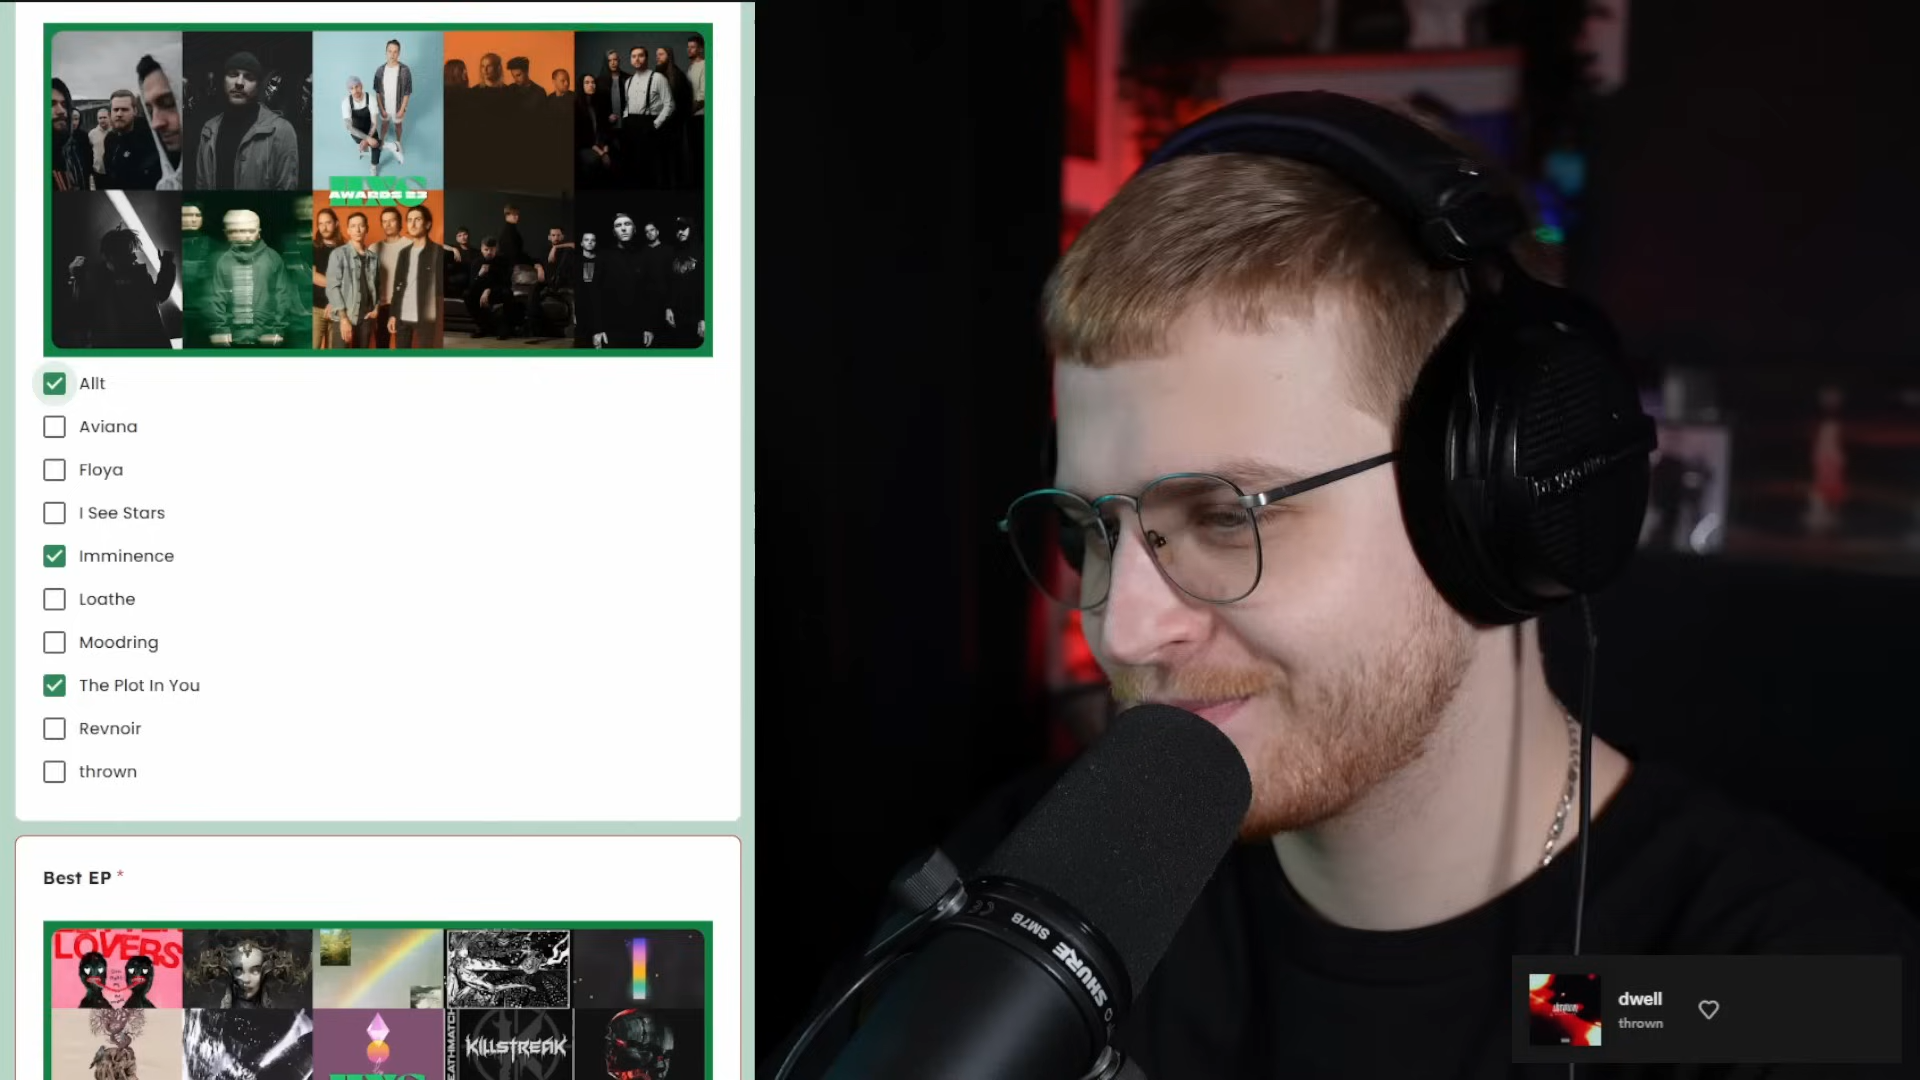 AWARDS 23
Allt
Aviana
Floya
I See Stars
Imminence
Loathe
Moodring
The Plot In You
Revnoir
thrown
Best EP *
LOVERS
KILLSTREAK
SHURE
SM7B
dwell
thrown